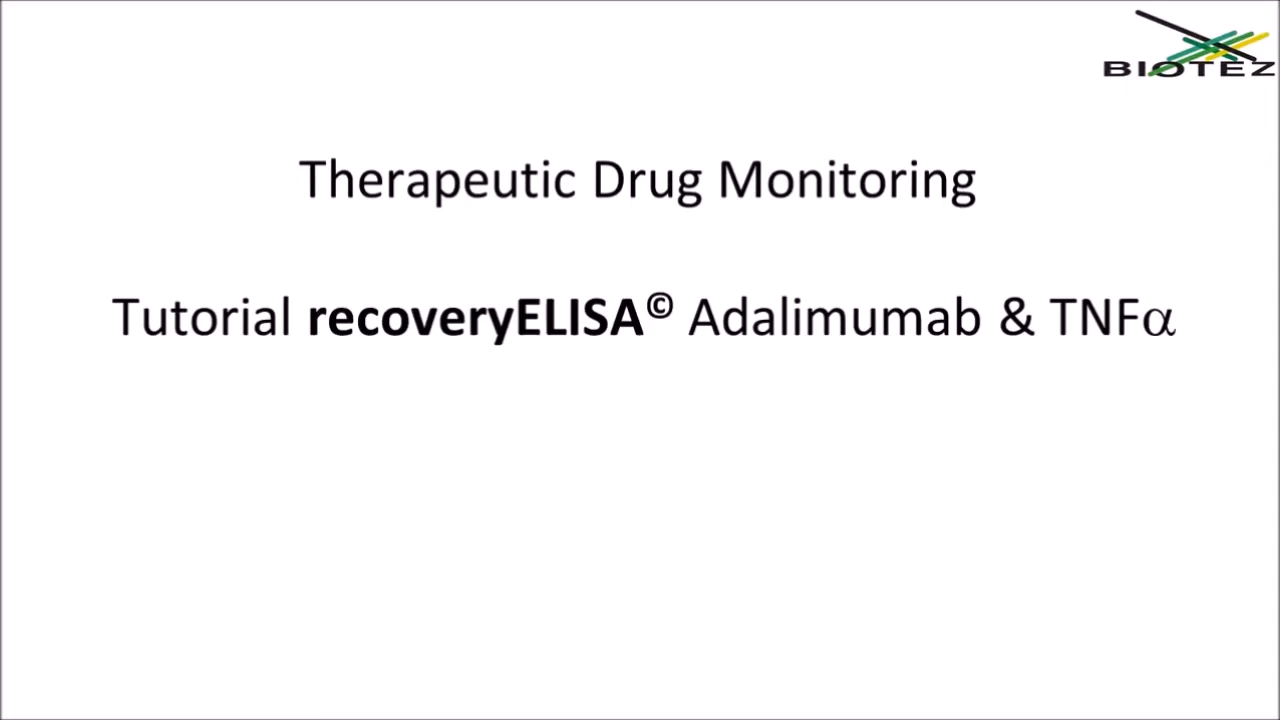 BIOTEZ
Therapeutic Drug Monitoring
Tutorial recoveryELISA© Adalimumab & TNFα